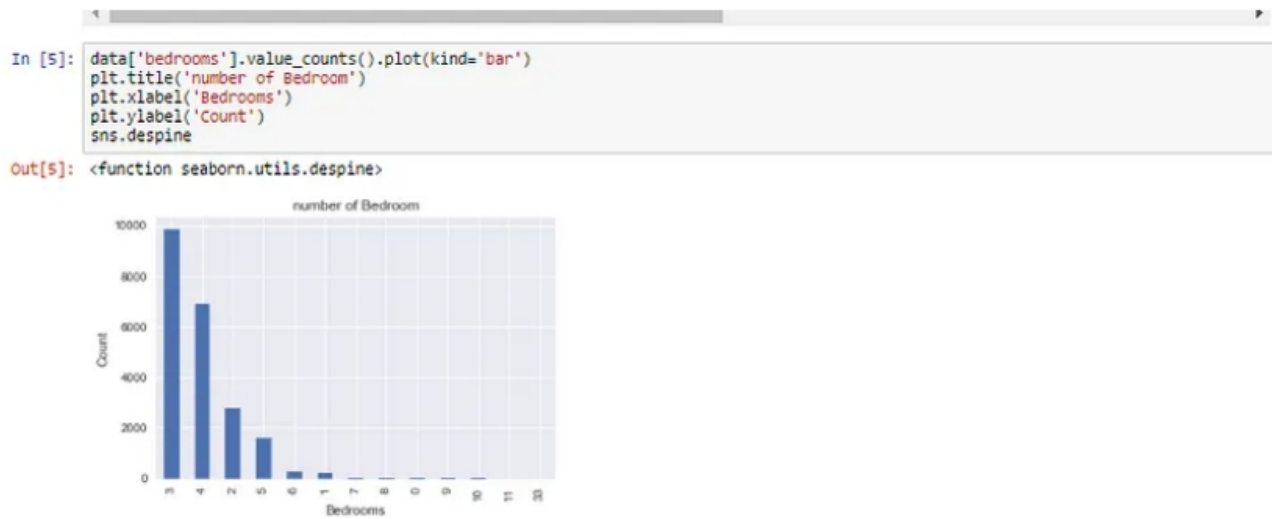 In [5]: data['bedrooms'].value_counts().plot(kind='bar')
plt.title('number of Bedroom')
plt.xlabel('Bedrooms')
plt.ylabel('Count')
sns.despine
Out[5]: <function seaborn.utils.despine>
number of Bedroom
10000
8000
6000
4000
2000
0
Count
3 4 2 5 6 1 7 8 0 9 10 11 33
Bedrooms